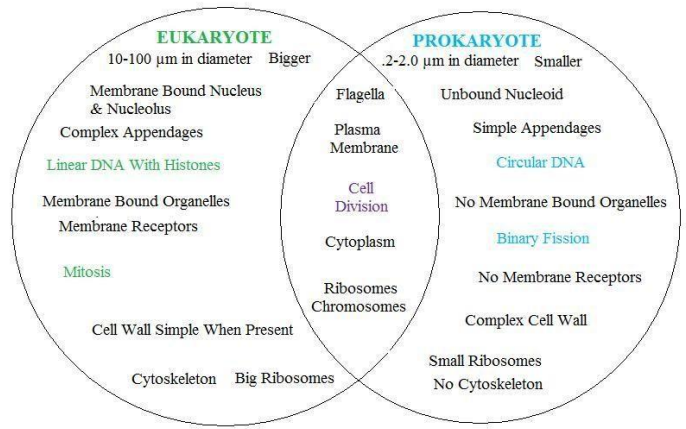 EUKARYOTE
10-100 µm in diameter Bigger
Membrane Bound Nucleus
& Nucleolus
Complex Appendages
Linear DNA With Histones
Membrane Bound Organelles
Membrane Receptors
Mitosis
Cell Wall Simple When Present
Cytoskeleton Big Ribosomes
Flagella
Plasma
Membrane
Cell
Division
Cytoplasm
Ribosomes
Chromosomes
PROKARYOTE
.2-2.0 µm in diameter Smaller
Unbound Nucleoid
Simple Appendages
Circular DNA
No Membrane Bound Organelles
Binary Fission
No Membrane Receptors
Complex Cell Wall
Small Ribosomes
No Cytoskeleton